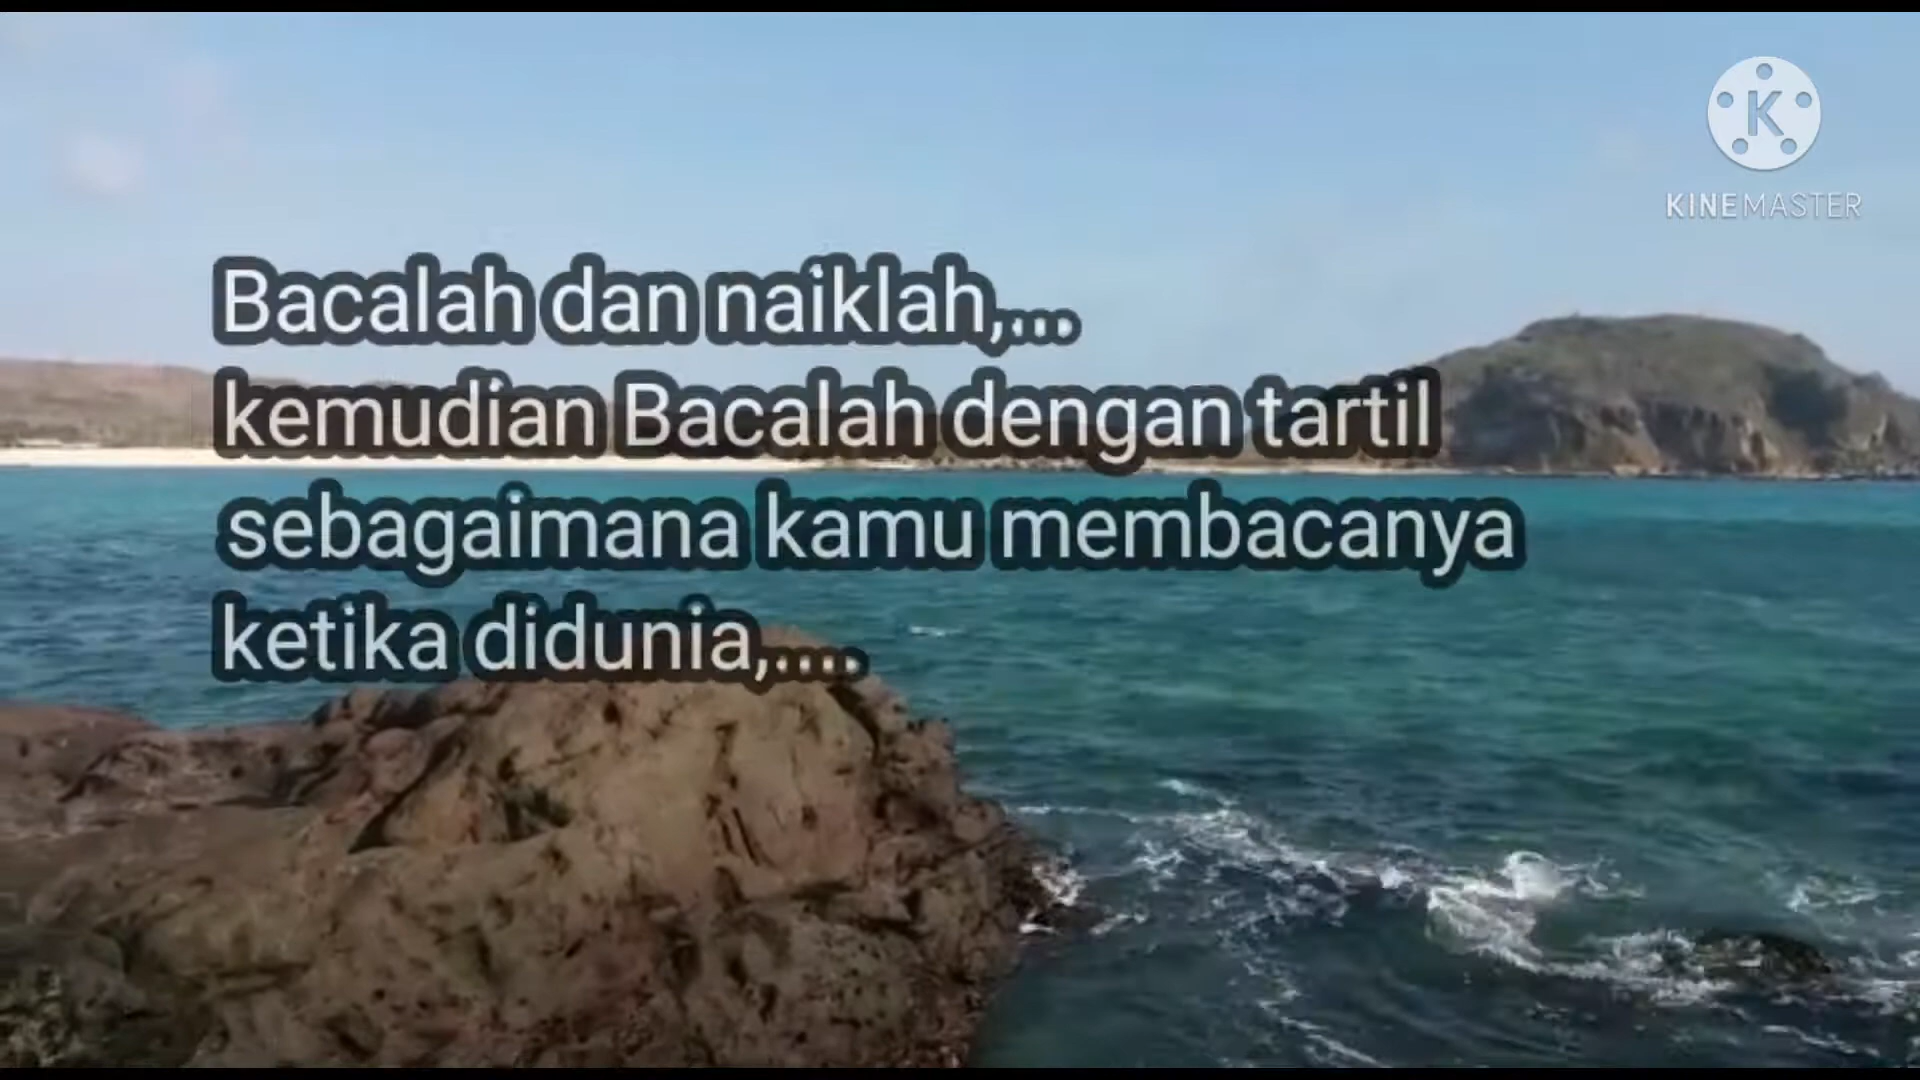 KINEMASTER
Bacalah dan naiklah,...
kemudian Bacalah dengan tartil
sebagaimana kamu membacanya
ketika didunia,....